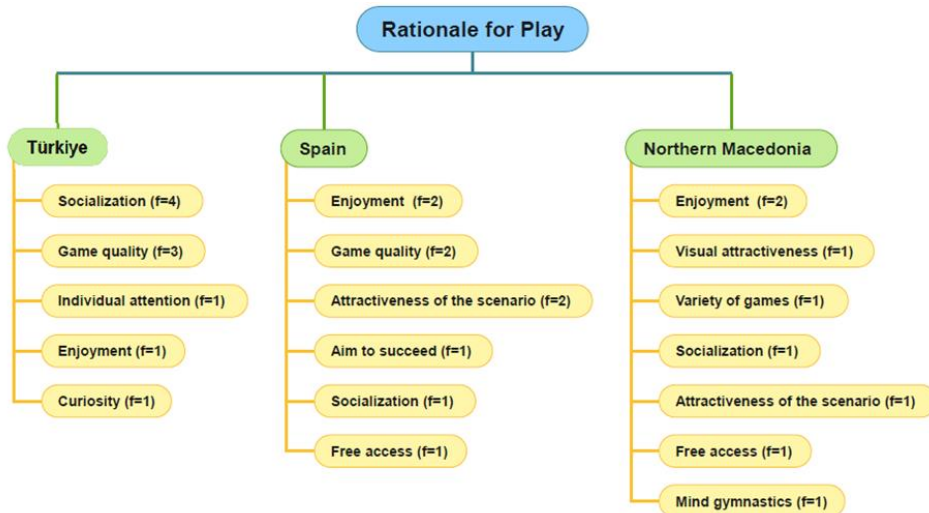 Rationale for Play
Türkiye
Socialization (f=4)
Game quality (f=3)
Individual attention (f=1)
Enjoyment (f=1)
Curiosity (f=1)
Spain
Enjoyment (f=2)
Game quality (f=2)
Attractiveness of the scenario (f=2)
Aim to succeed (f=1)
Socialization (f=1)
Free access (f=1)
Northern Macedonia
Enjoyment (f=2)
Visual attractiveness (f=1)
Variety of games (f=1)
Socialization (f=1)
Attractiveness of the scenario (f=1)
Free access (f=1)
Mind gymnastics (f=1)